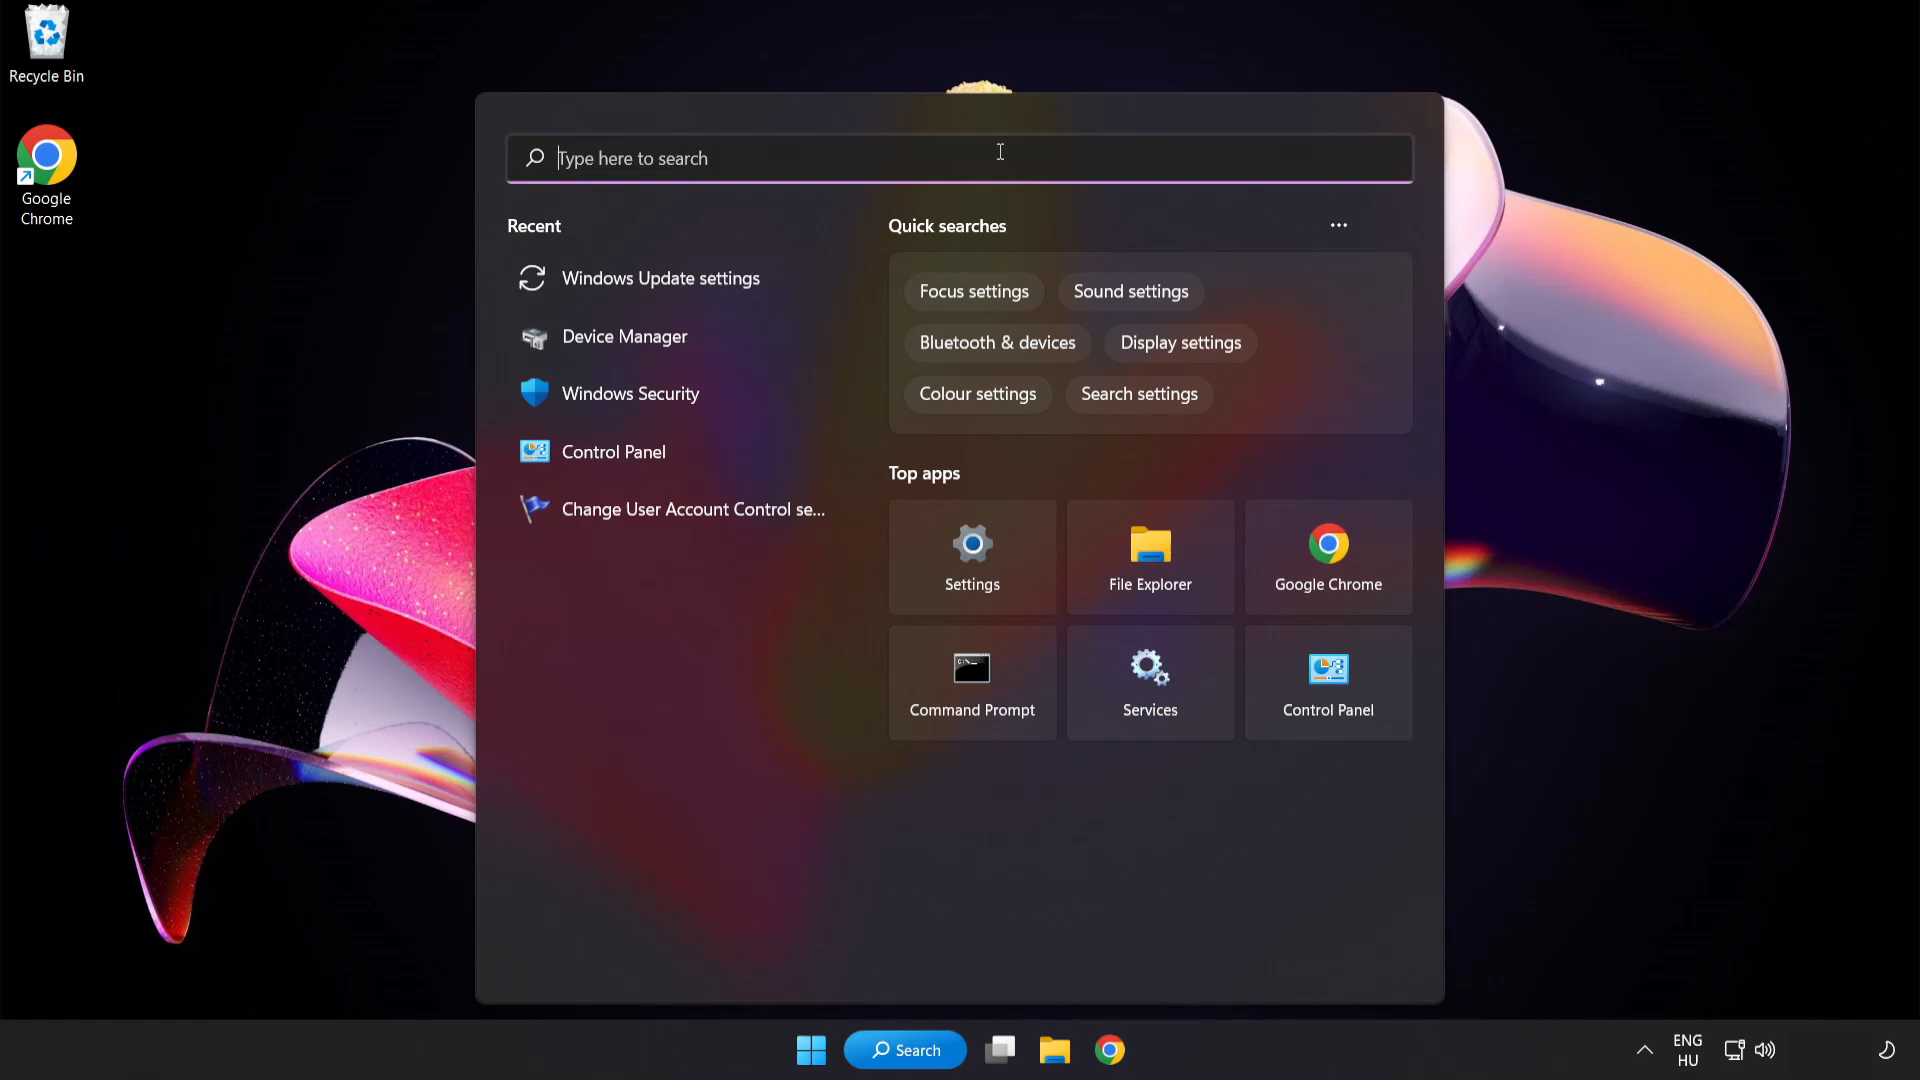 Recycle Bin
Google
Chrome
Type here to search
Recent
Windows Update settings
Device Manager
Windows Security
Control Panel
Change User Account Control se...
Quick searches
Focus settings
Sound settings
Bluetooth & devices
Display settings
Colour settings
Search settings
Top apps
Settings
File Explorer
Google Chrome
Command Prompt
Services
Control Panel
Search
ENG
HU